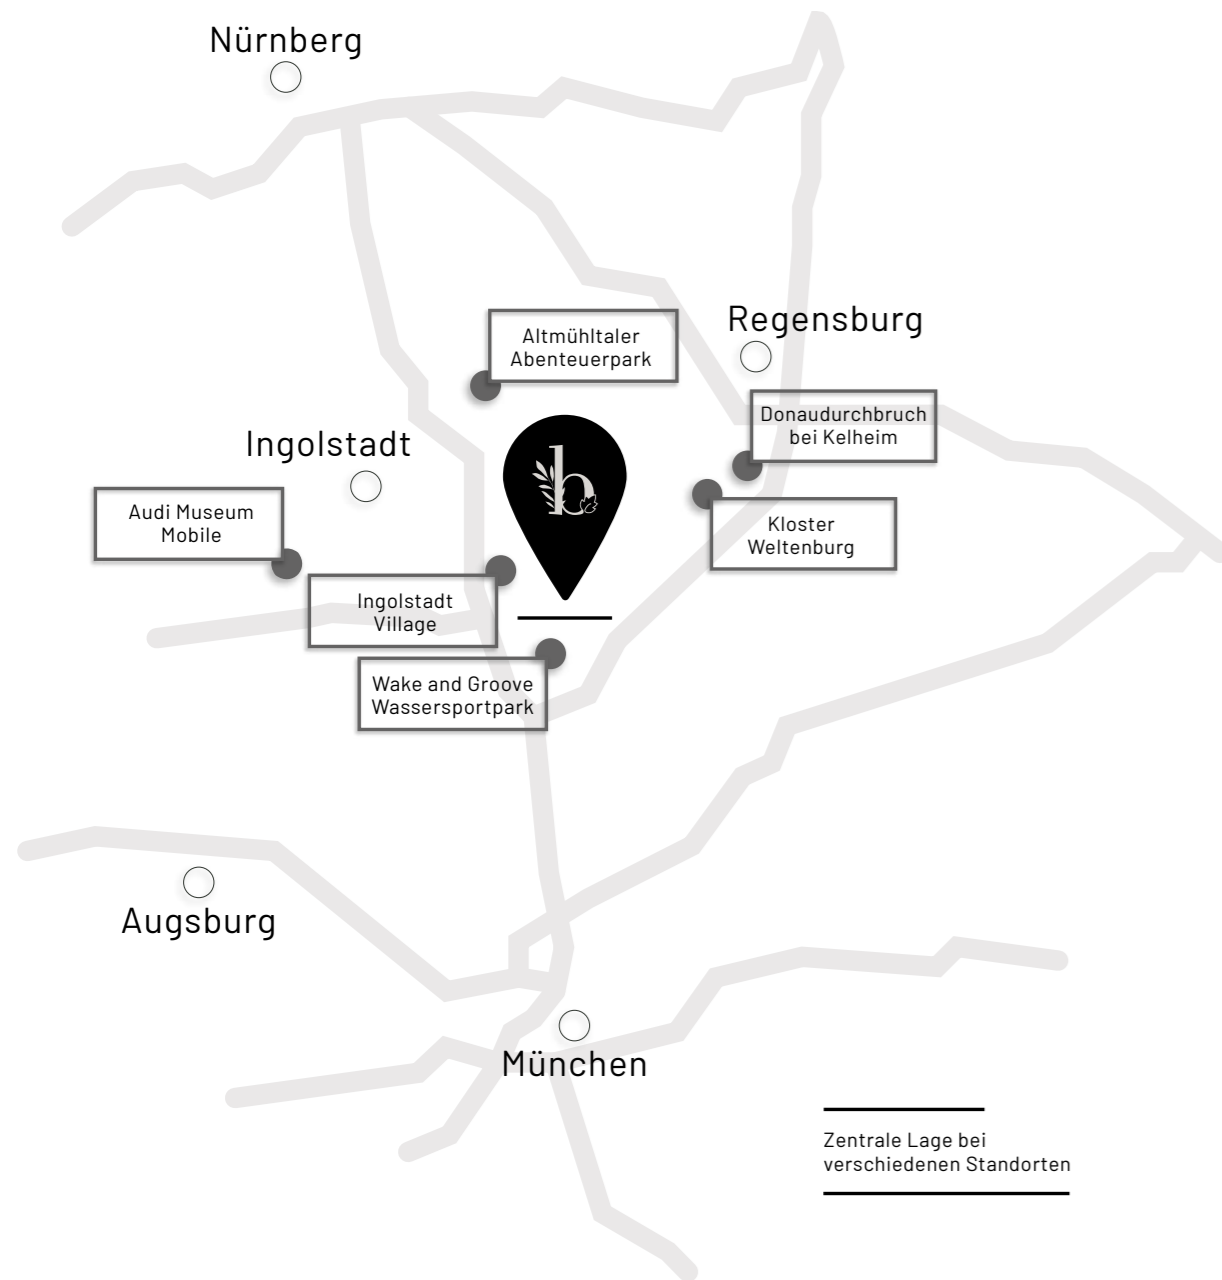 Nürnberg
Altmühltaler
Abenteuerpark
Regensburg
Donaudurchbruch
bei Kelheim
Ingolstadt
b
Audi Museum
Mobile
Kloster
Weltenburg
Ingolstadt
Village
Wake and Groove
Wassersportpark
Augsburg
München
Zentrale Lage bei
verschiedenen Standorten